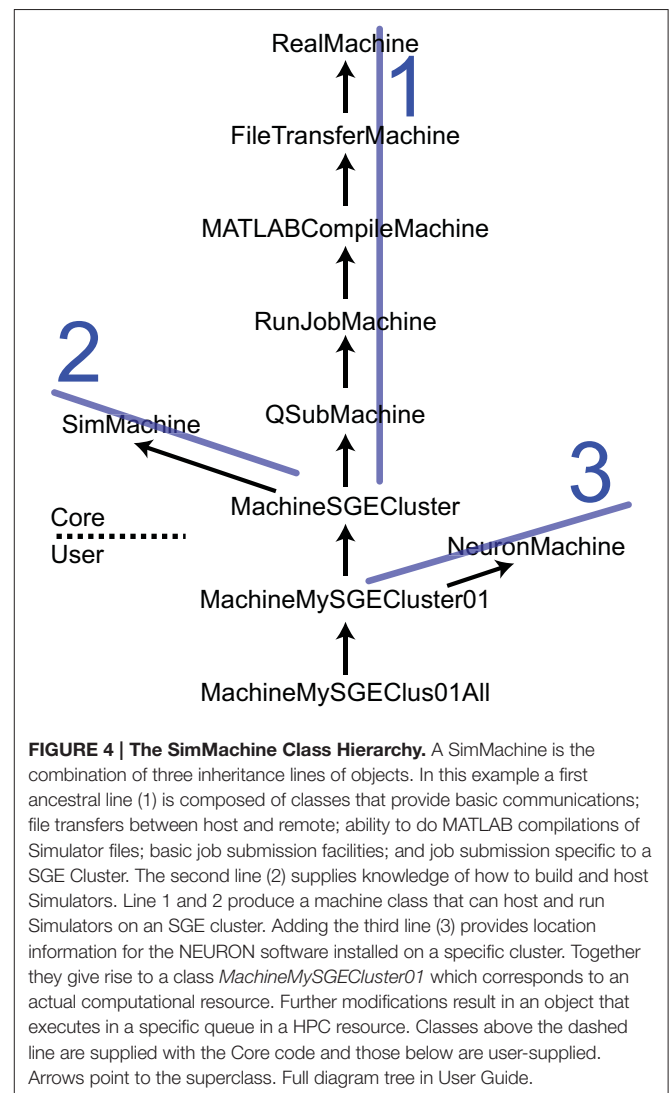 RealMachine
1
FileTransferMachine
MATLABCompileMachine
RunJobMachine
2
QSubMachine
SimMachine
3
MachineSGECluster
Core
User
NeuronMachine
MachineMySGECluster01
MachineMySGEClus01All
FIGURE 4 | The SimMachine Class Hierarchy. A SimMachine is the
combination of three inheritance lines of objects. In this example a first
ancestral line (1) is composed of classes that provide basic communications;
file transfers between host and remote; ability to do MATLAB compilations of
Simulator files; basic job submission facilities; and job submission specific to a
SGE Cluster. The second line (2) supplies knowledge of how to build and host
Simulators. Line 1 and 2 produce a machine class that can host and run
Simulators on an SGE cluster. Adding the third line (3) provides location
information for the NEURON software installed on a specific cluster. Together
they give rise to a class MachineMySGECluster01 which corresponds to an
actual computational resource. Further modifications result in an object that
executes in a specific queue in a HPC resource. Classes above the dashed
line are supplied with the Core code and those below are user-supplied.
Arrows point to the superclass. Full diagram tree in User Guide.